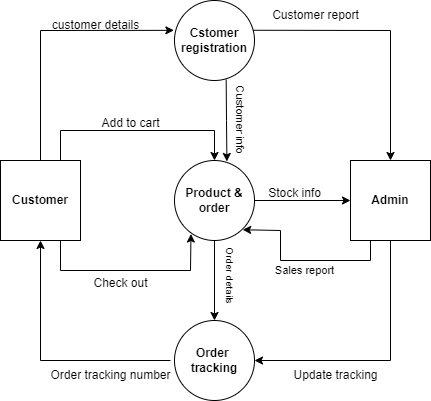 customer details
Cstomer
registration
Customer report
Customer info
Add to cart
Customer
Product &
order
Stock info
Admin
Check out
Order details
Sales report
Order tracking number
Order
tracking
Update tracking